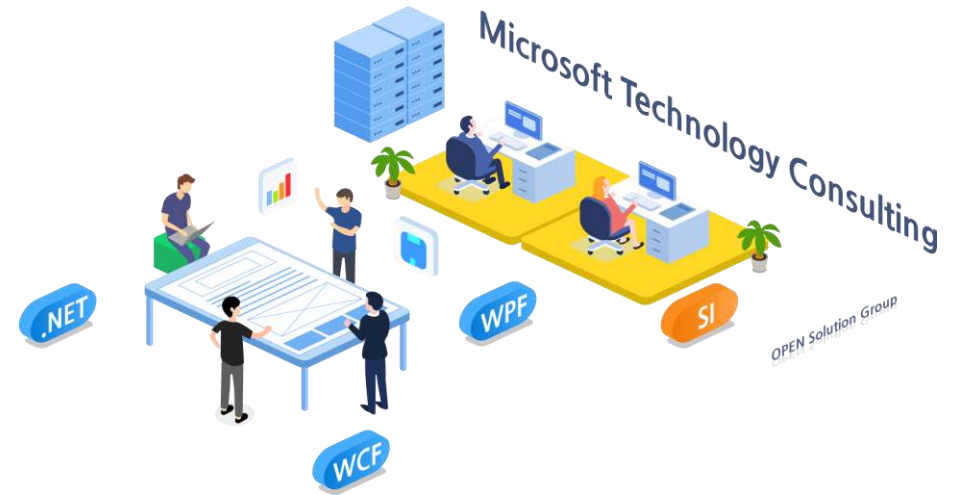 Microsoft Technology Consulting
.NET
WPF
SI
OPEN Solution Group
WCF